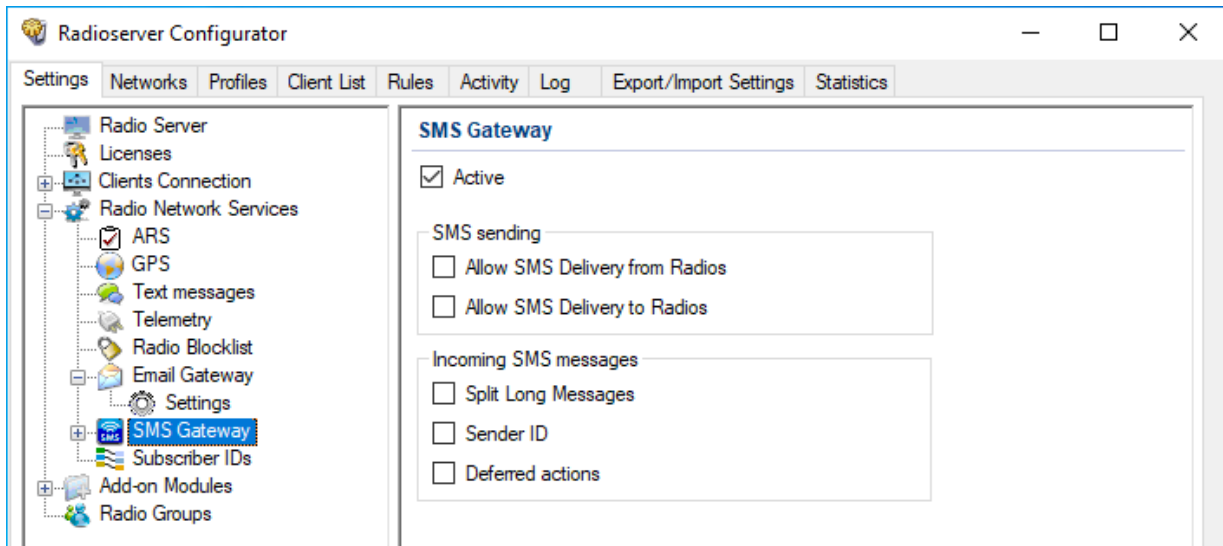 Radioserver Configurator
Settings Networks Profiles Client List Rules Activity Log Export/Import Settings Statistics
Radio Server
Licenses
Clients Connection
Radio Network Services
ARS
GPS
Text messages
Telemetry
Radio Blocklist
Email Gateway
Settings
SMS Gateway
Subscriber IDs
Add-on Modules
Radio Groups
SMS Gateway
Active
SMS sending
Allow SMS Delivery from Radios
Allow SMS Delivery to Radios
Incoming SMS messages
Split Long Messages
Sender ID
Deferred actions